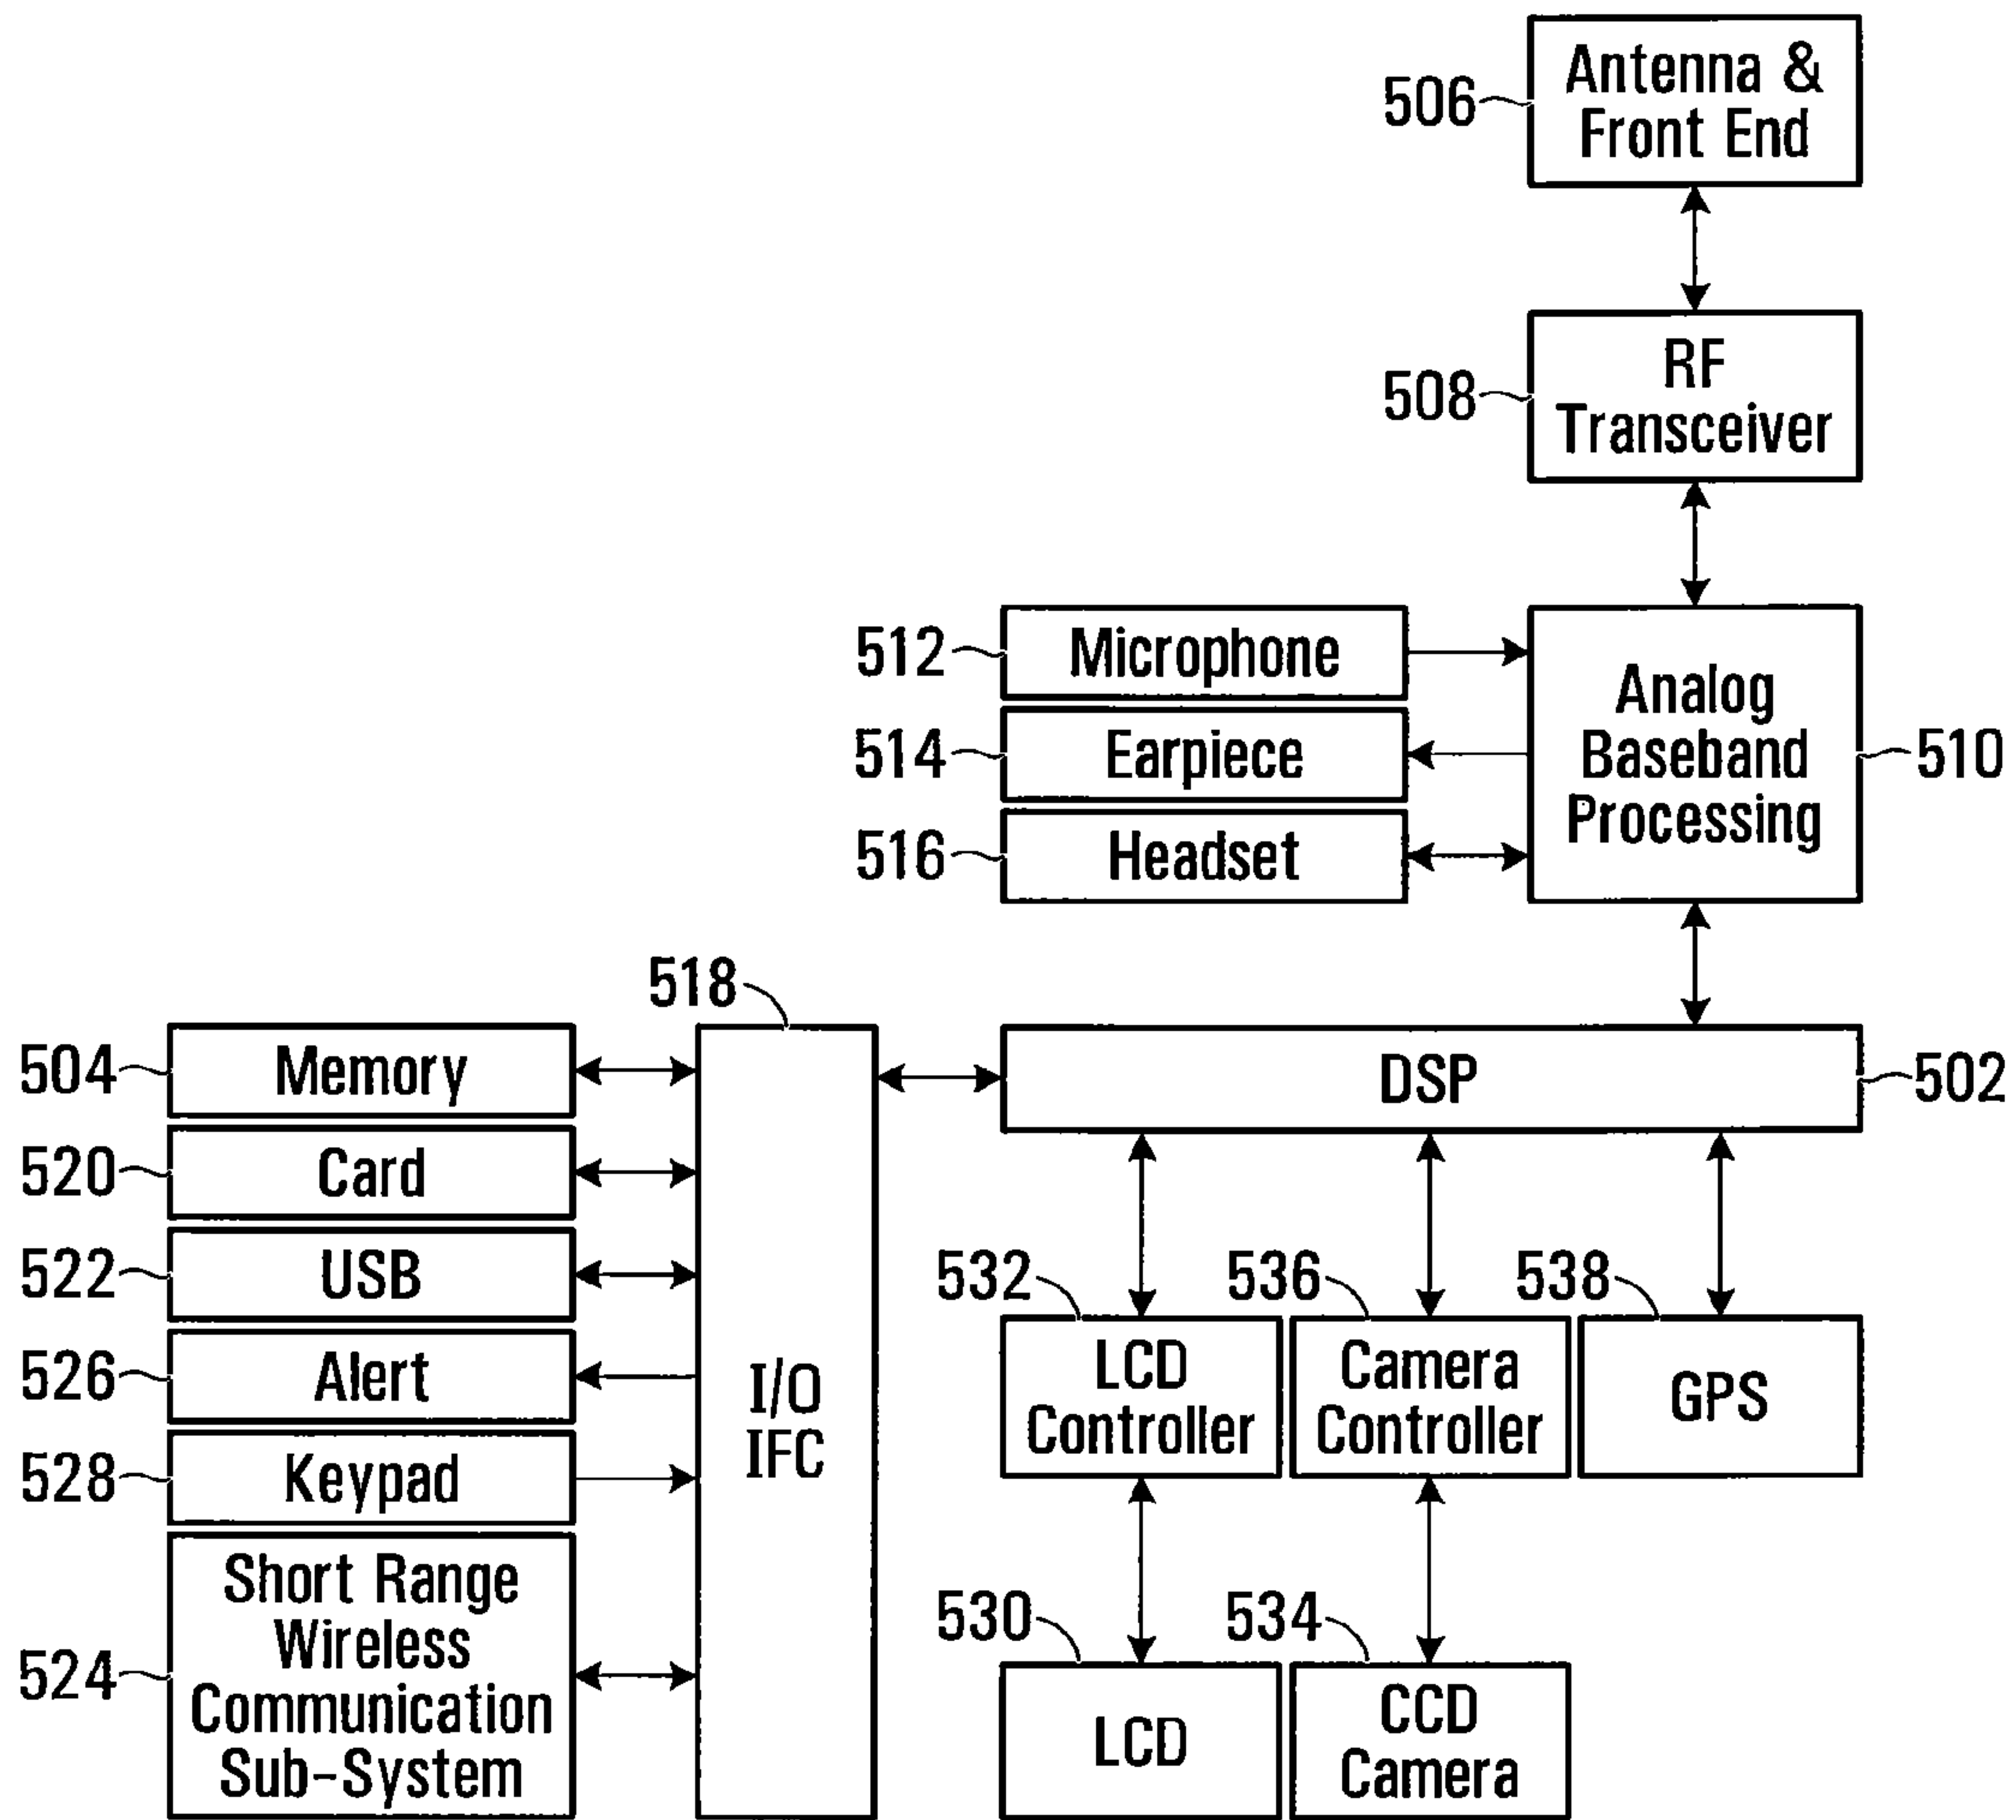 506
Antenna &
Front End
508
RF
Transceiver
512
Microphone
514
Earpiece
516
Headset
Analog
Baseband
Processing
510
518
504
Memory
520
Card
522
USB
526
Alert
528
Keypad
524
Short Range
Wireless
Communication
Sub-System
I/O
IFC
DSP
502
532
LCD
Controller
536
Camera
Controller
538
GPS
530
LCD
534
CCD
Camera